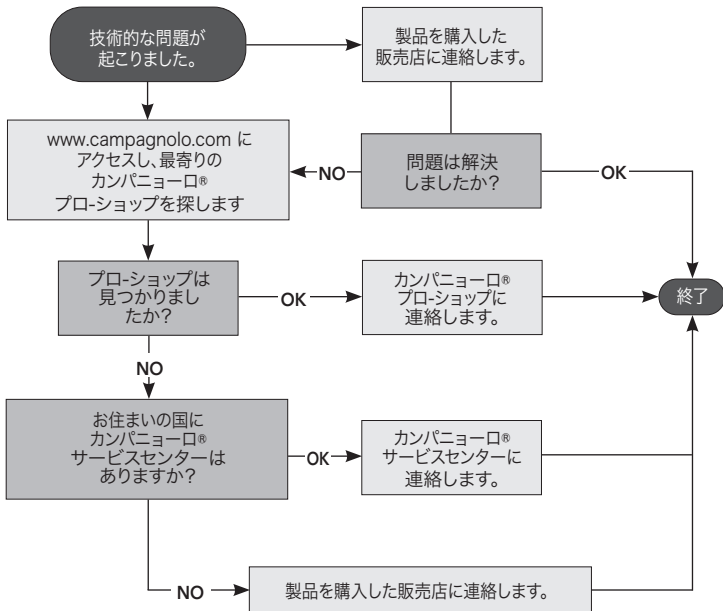 技術的な問題が
起こりました。
製品を購入した
販売店に連絡します。
www.campagnolo.com に
アクセスし、最寄りの
カンパニョーロ®
プロ-ショップを探します
NO
問題は解決
しましたか?
OK
プロ-ショップは
見つかりまし
たか?
OK
カンパニョーロ®
プロ-ショップに
連絡します。
終了
NO
お住まいの国に
カンパニョーロ®
サービスセンターは
ありますか?
OK
カンパニョーロ®
サービスセンターに
連絡します。
NO
製品を購入した販売店に連絡します。